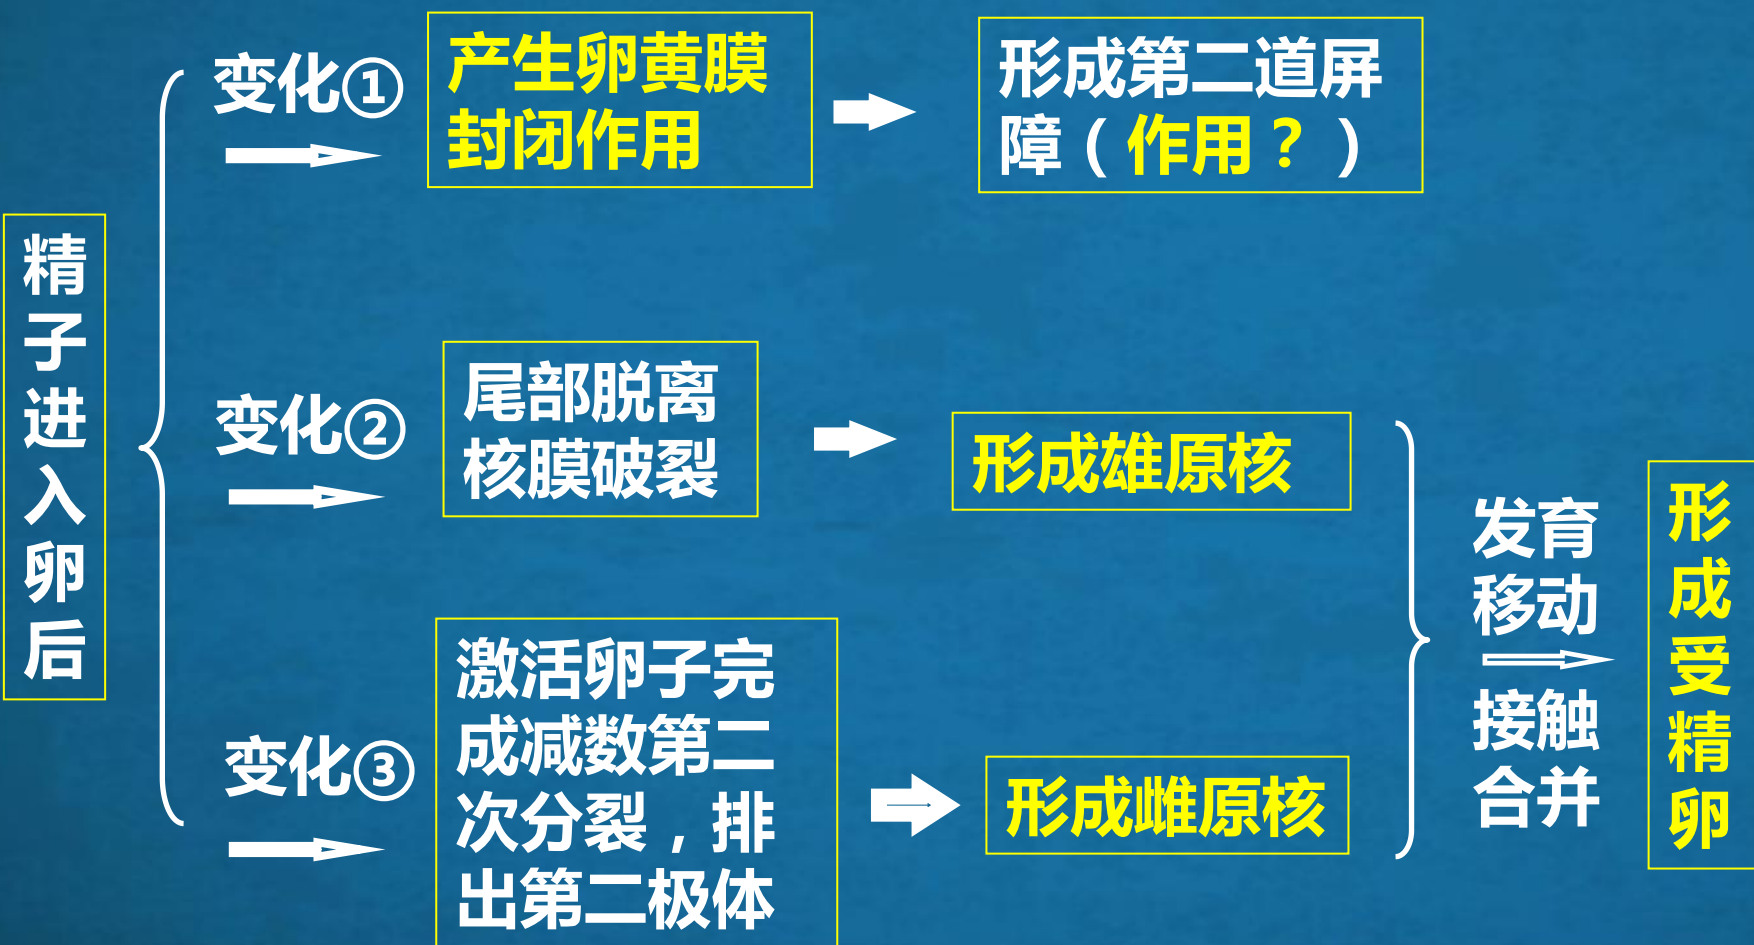 精子进入卵后
变化①
产生卵黄膜
封闭作用
形成第二道屏
障（作用？）
变化②
尾部脱离
核膜破裂
形成雄原核
变化③
激活卵子完
成减数第二
次分裂，排
出第二极体
形成雌原核
发育
移动
接触
合并
形成受精卵